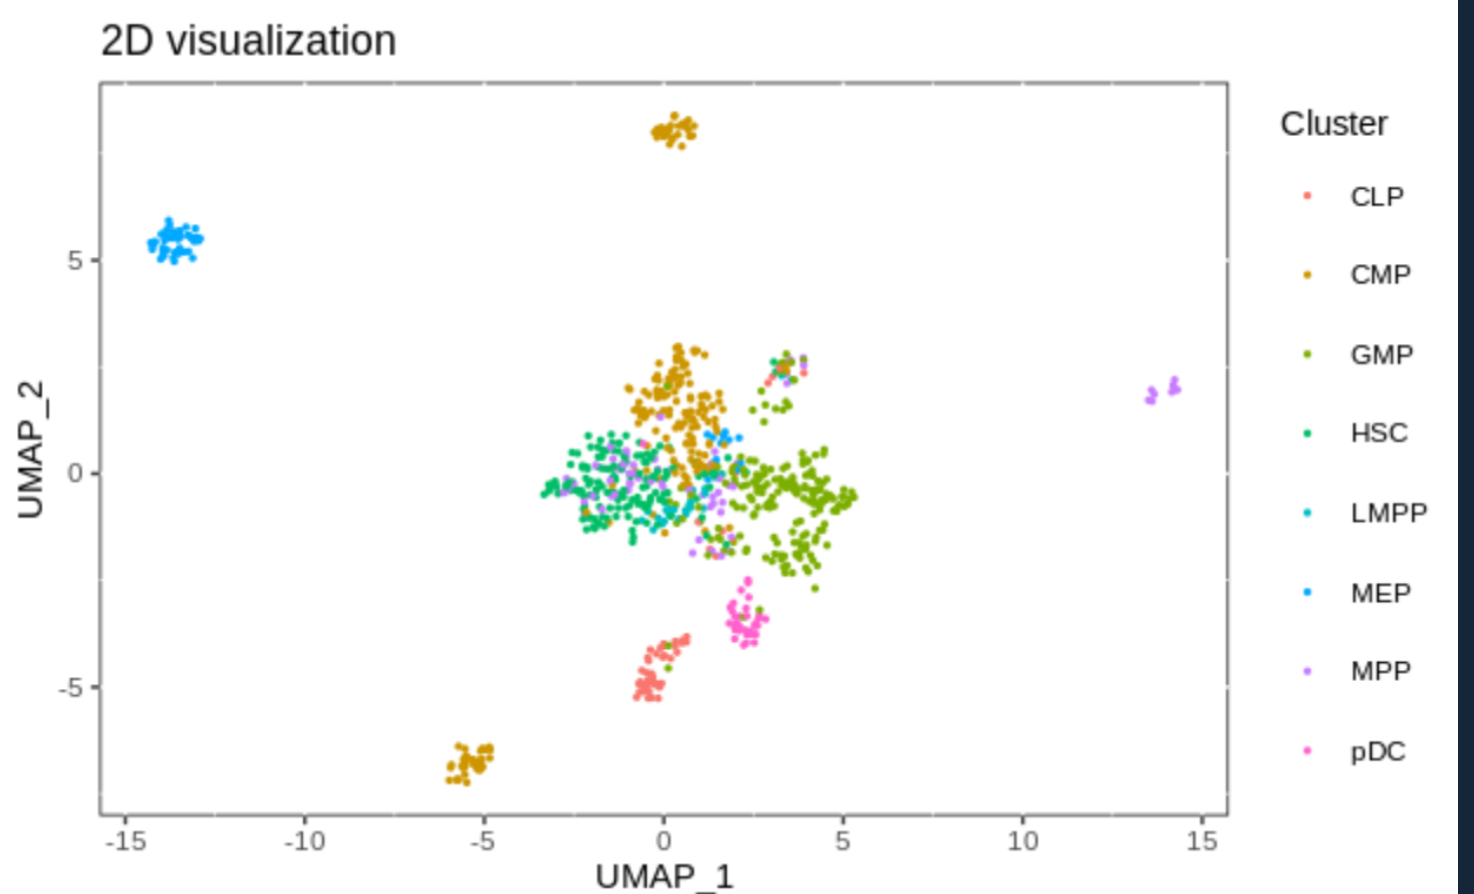 2D visualization
UMAP_2
5
0
-5
-15 -10 -5 0 5 10 15
UMAP_1
Cluster
CLP
CMP
GMP
HSC
LMPP
MEP
MPP
pDC